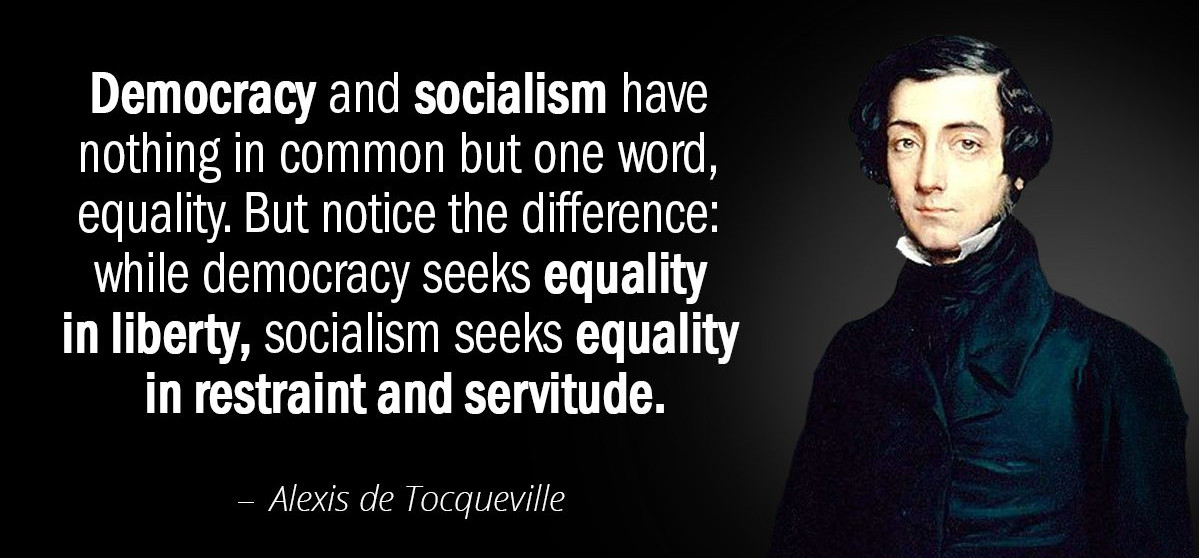 Democracy and socialism have
nothing in common but one word,
equality. But notice the difference:
while democracy seeks equality
in liberty, socialism seeks equality
in restraint and servitude.
– Alexis de Tocqueville